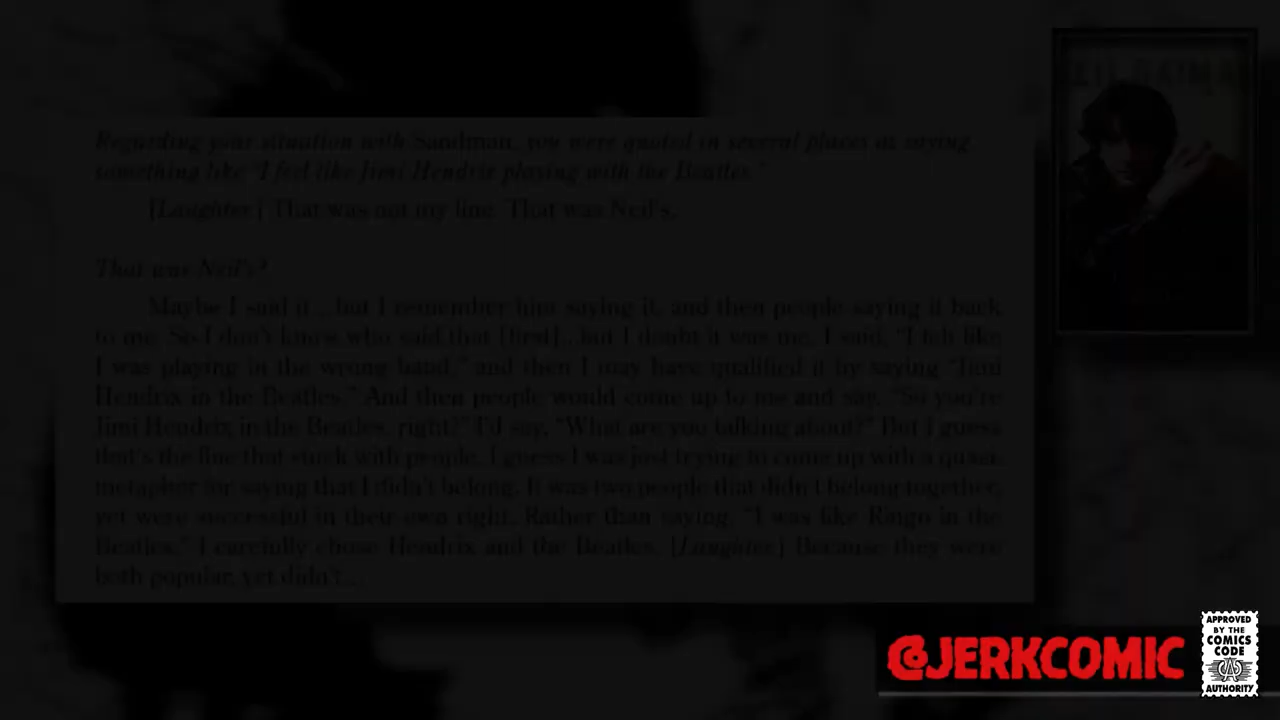 NEIL GAIMAN
Regarding your situation with Sandman, you were quoted in several places as saying
something like "I feel like Jimi Hendrix playing with the Beatles."
[Laughter.] That was not my line. That was Neil's.
That was Neil's?
Maybe I said it…but I remember him saying it, and then people saying it back
to me. So I don't know who said that [first]…but I doubt it was me. I said, "I felt like
I was playing in the wrong band," and then I may have qualified it by saying "Jimi
Hendrix in the Beatles." And then people would come up to me and say, "So you're
Jimi Hendrix in the Beatles, right?" I'd say, "What are you talking about?" But I guess
that's the line that stuck with people. I guess I was just trying to come up with a quasi-
metaphor for saying that I didn't belong. It was two people that didn't belong together,
yet were successful in their own right. Rather than saying, "I was like Ringo in the
Beatles," I carefully chose Hendrix and the Beatles. [Laughter.] Because they were
both popular, yet didn't…
@JERKCOMIC
APPROVED
BY THE
COMICS
CODE
CA
AUTHORITY